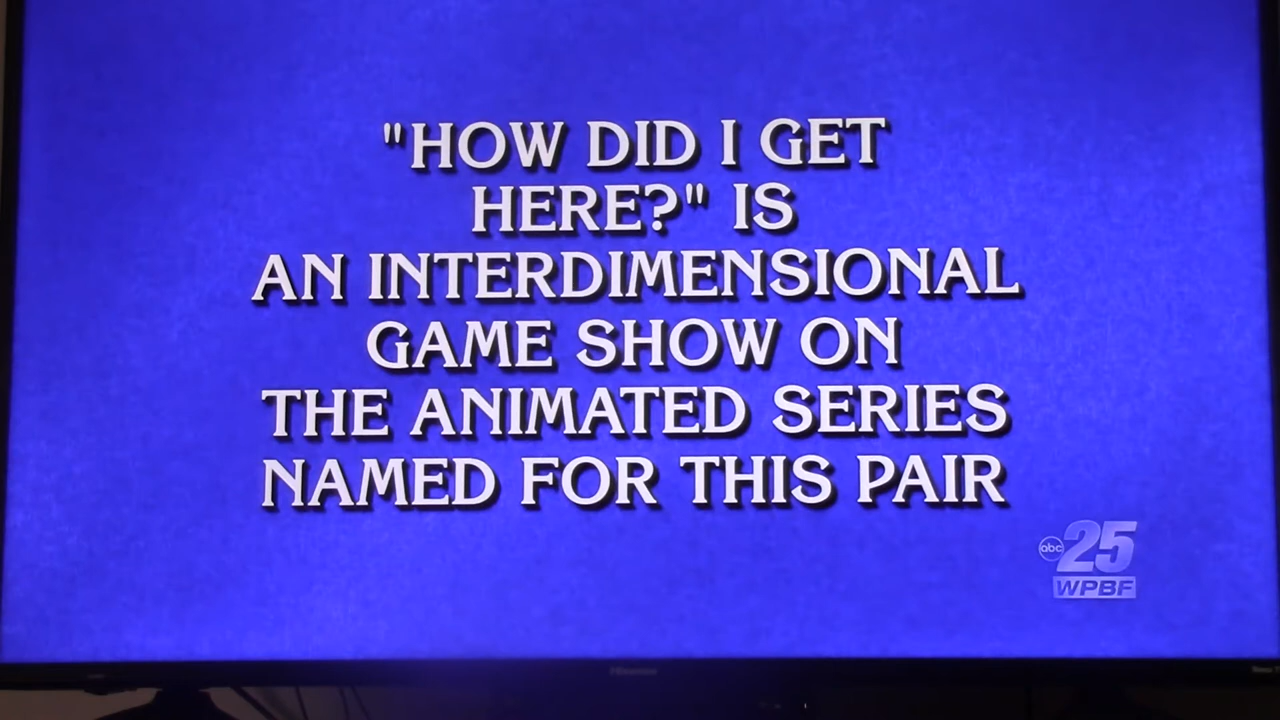 "HOW DID I GET
HERE?" IS
AN INTERDIMENSIONAL
GAME SHOW ON
THE ANIMATED SERIES
NAMED FOR THIS PAIR
abc 25
WPBF
Hisense